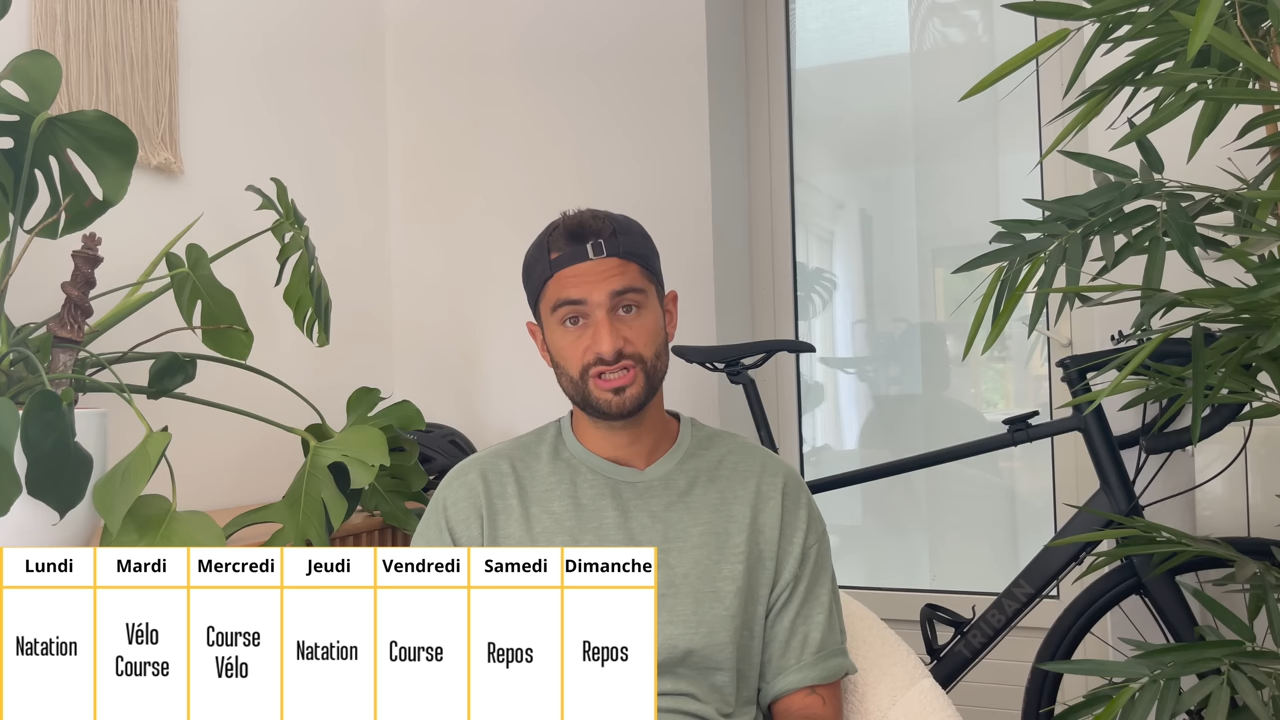 Lundi Mardi Mercredi Jeudi Vendredi Samedi Dimanche
Natation
Vélo
Course
Course
Vélo
Natation
Course
Repos
Repos
TRIBAN